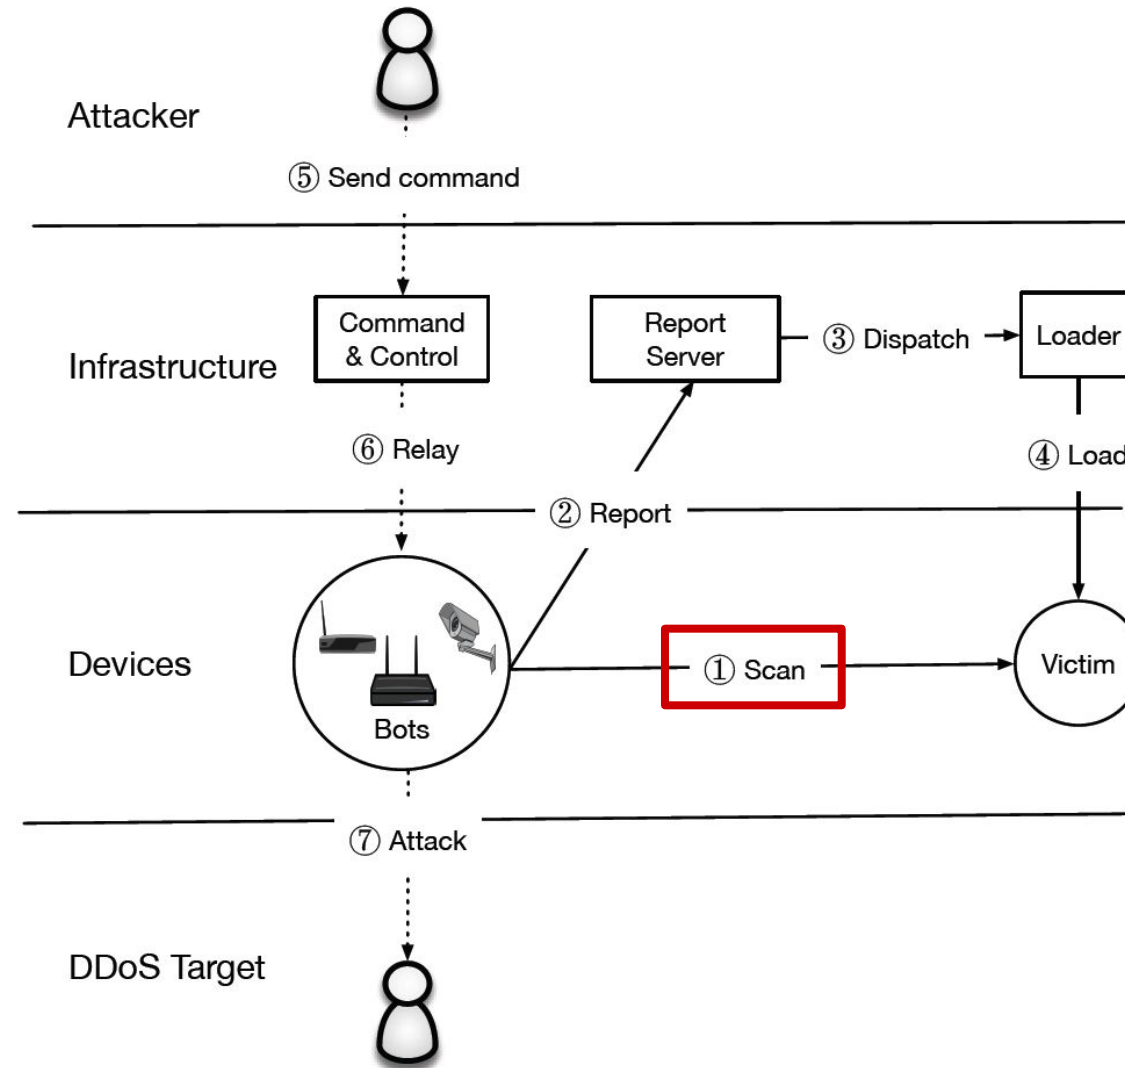 Attacker
⑤ Send command
Infrastructure
Command
& Control
Report
Server
③ Dispatch
Loader
⑥ Relay
④ Load
② Report
Devices
Bots
① Scan
Victim
⑦ Attack
DDoS Target